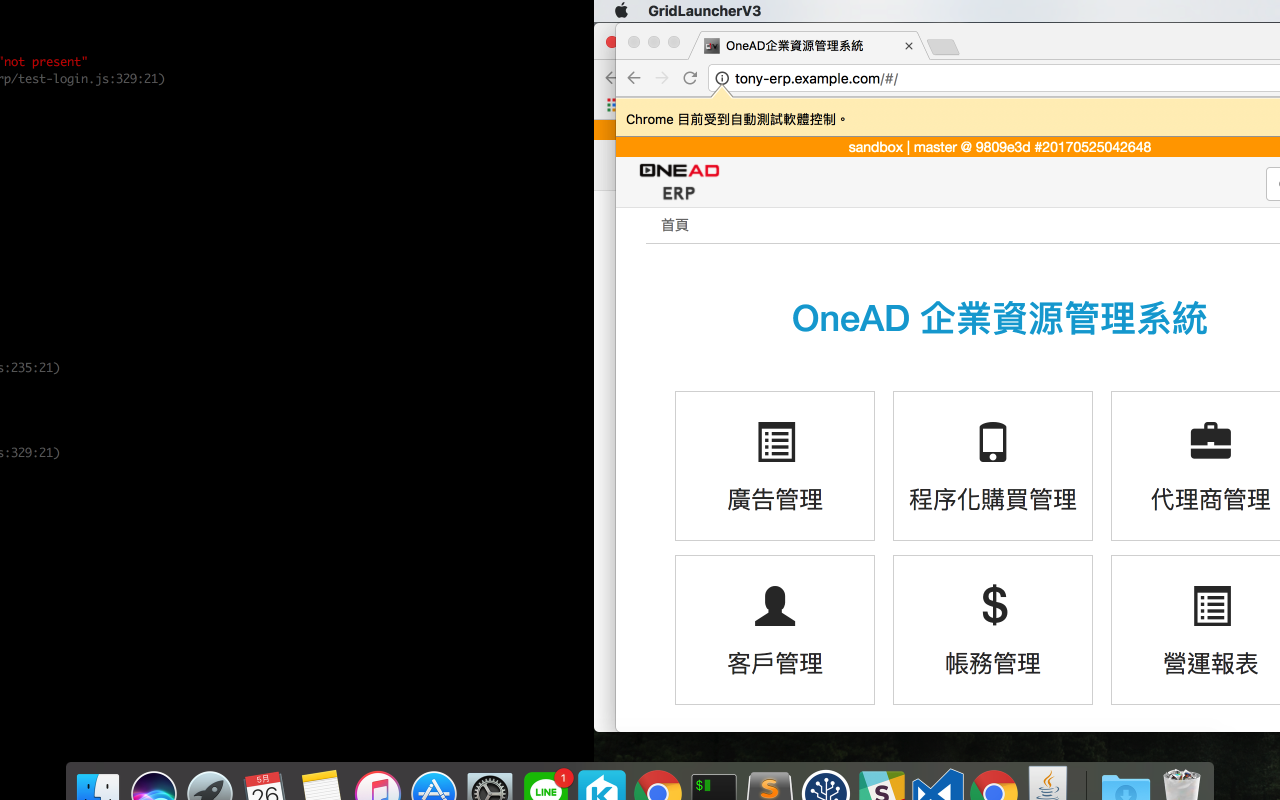 "not present"
rp/test-login.js:329:21)
s:235:21)
s:329:21)
GridLauncherV3
OneAD企業資源管理系統
tony-erp.example.com/#/
Chrome 目前受到自動測試軟體控制。
sandbox | master @ 9809e3d #20170525042648
ONEAD
ERP
首頁
OneAD 企業資源管理系統
廣告管理
程序化購買管理
代理商管理
客戶管理
帳務管理
營運報表
5月
26
LINE
1
$
S
S